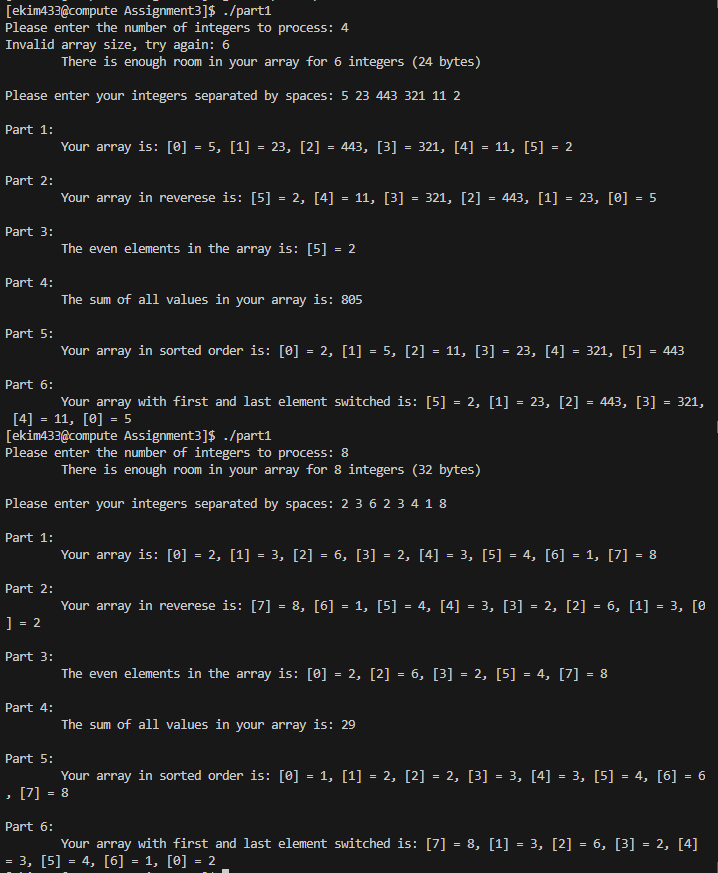 [ekim433@compute Assignment3]$ ./part1
Please enter the number of integers to process: 4
Invalid array size, try again: 6
There is enough room in your array for 6 integers (24 bytes)
Please enter your integers separated by spaces: 5 23 443 321 11 2
Part 1:
Your array is: [0] = 5, [1] = 23, [2] = 443, [3] = 321, [4] = 11, [5] = 2
Part 2:
Your array in reverese is: [5] = 2, [4] = 11, [3] = 321, [2] = 443, [1] = 23, [0] = 5
Part 3:
The even elements in the array is: [5] = 2
Part 4:
The sum of all values in your array is: 805
Part 5:
Your array in sorted order is: [0] = 2, [1] = 5, [2] = 11, [3] = 23, [4] = 321, [5] = 443
Part 6:
Your array with first and last element switched is: [5] = 2, [1] = 23, [2] = 443, [3] = 321,
[4] = 11, [0] = 5
[ekim433@compute Assignment3]$ ./part1
Please enter the number of integers to process: 8
There is enough room in your array for 8 integers (32 bytes)
Please enter your integers separated by spaces: 2 3 6 2 3 4 1 8
Part 1:
Your array is: [0] = 2, [1] = 3, [2] = 6, [3] = 2, [4] = 3, [5] = 4, [6] = 1, [7] = 8
Part 2:
Your array in reverese is: [7] = 8, [6] = 1, [5] = 4, [4] = 3, [3] = 2, [2] = 6, [1] = 3, [0
] = 2
Part 3:
The even elements in the array is: [0] = 2, [2] = 6, [3] = 2, [5] = 4, [7] = 8
Part 4:
The sum of all values in your array is: 29
Part 5:
Your array in sorted order is: [0] = 1, [1] = 2, [2] = 2, [3] = 3, [4] = 3, [5] = 4, [6] = 6
, [7] = 8
Part 6:
Your array with first and last element switched is: [7] = 8, [1] = 3, [2] = 6, [3] = 2, [4]
= 3, [5] = 4, [6] = 1, [0] = 2